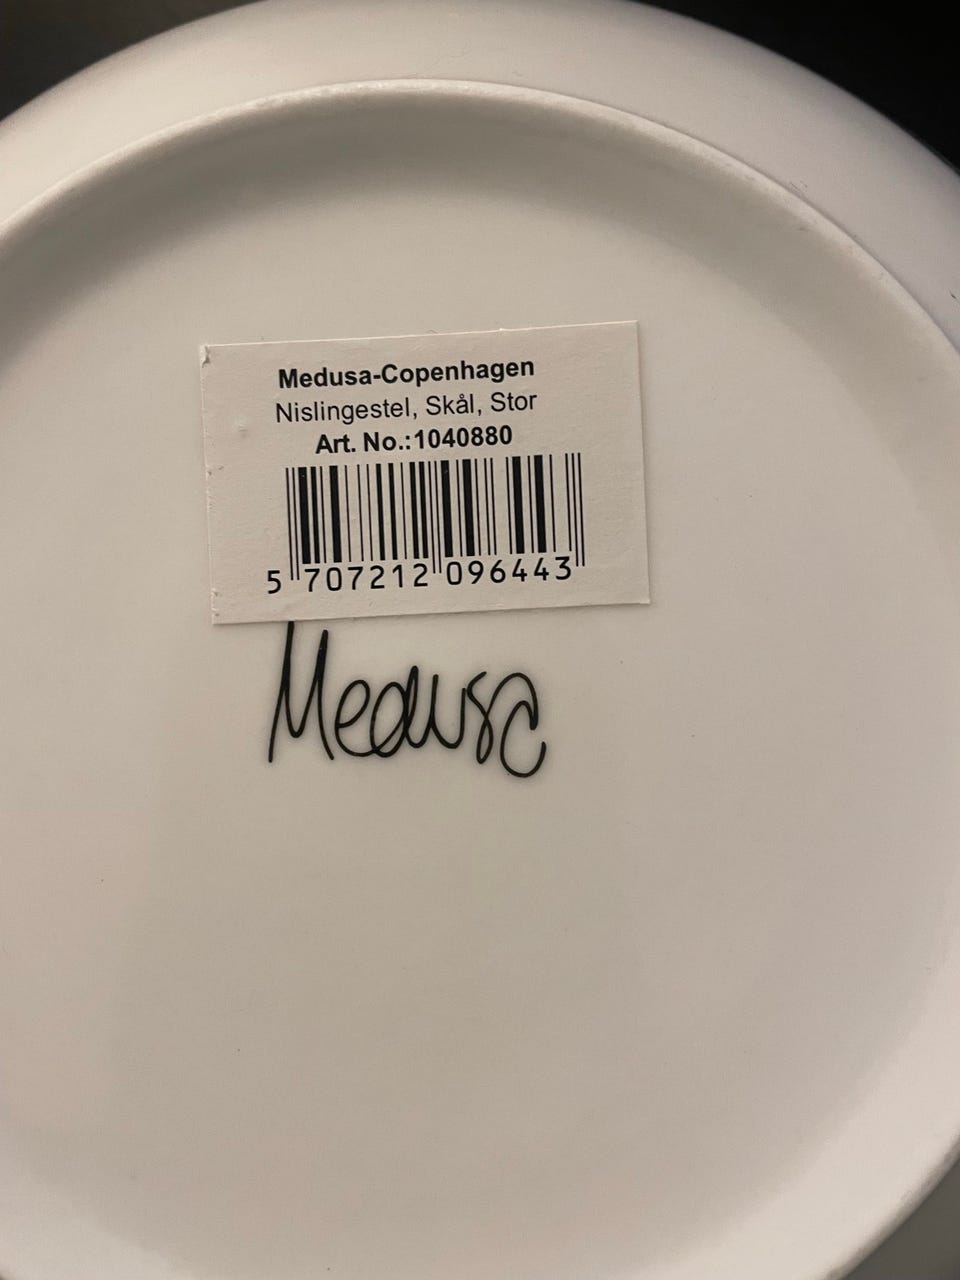 Medusa-Copenhagen
Nislingestel, Skål, Stor
Art. No.:1040880
5 707212 096443
Medusa